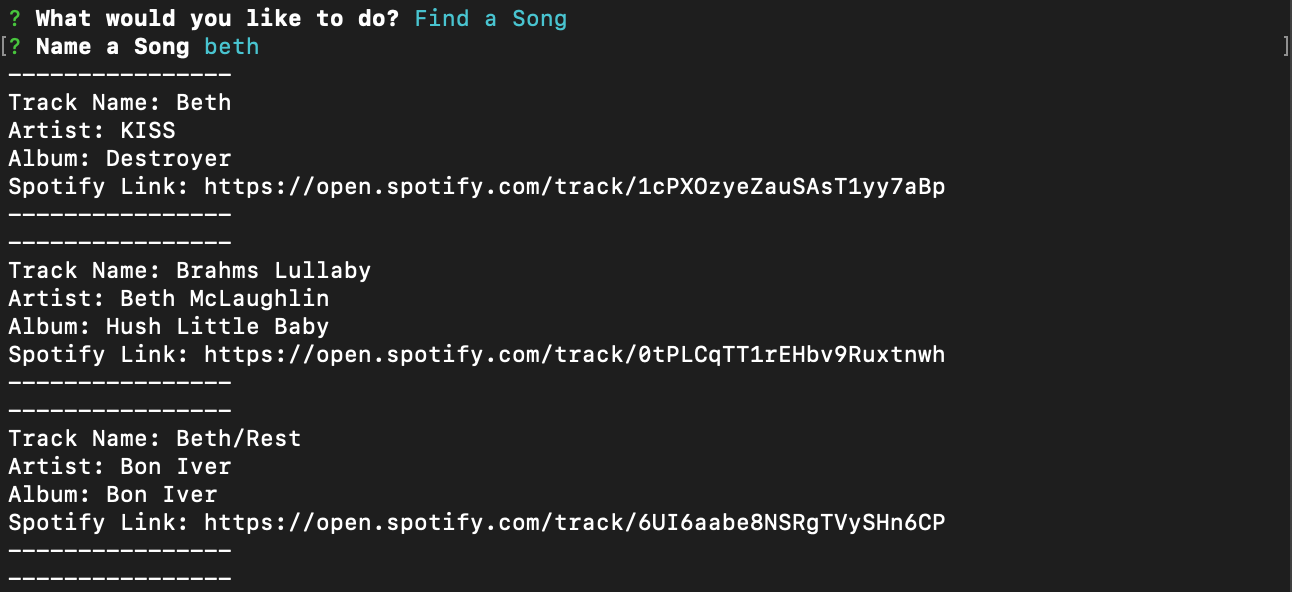 ? What would you like to do? Find a Song
[? Name a Song beth ]
----------------
Track Name: Beth
Artist: KISS
Album: Destroyer
Spotify Link: https://open.spotify.com/track/1cPXOzyeZauSAsT1yy7aBp
----------------
----------------
Track Name: Brahms Lullaby
Artist: Beth McLaughlin
Album: Hush Little Baby
Spotify Link: https://open.spotify.com/track/0tPLCqTT1rEHbv9Ruxtnwh
----------------
----------------
Track Name: Beth/Rest
Artist: Bon Iver
Album: Bon Iver
Spotify Link: https://open.spotify.com/track/6UI6aabe8NSRgTVySHn6CP
----------------
----------------